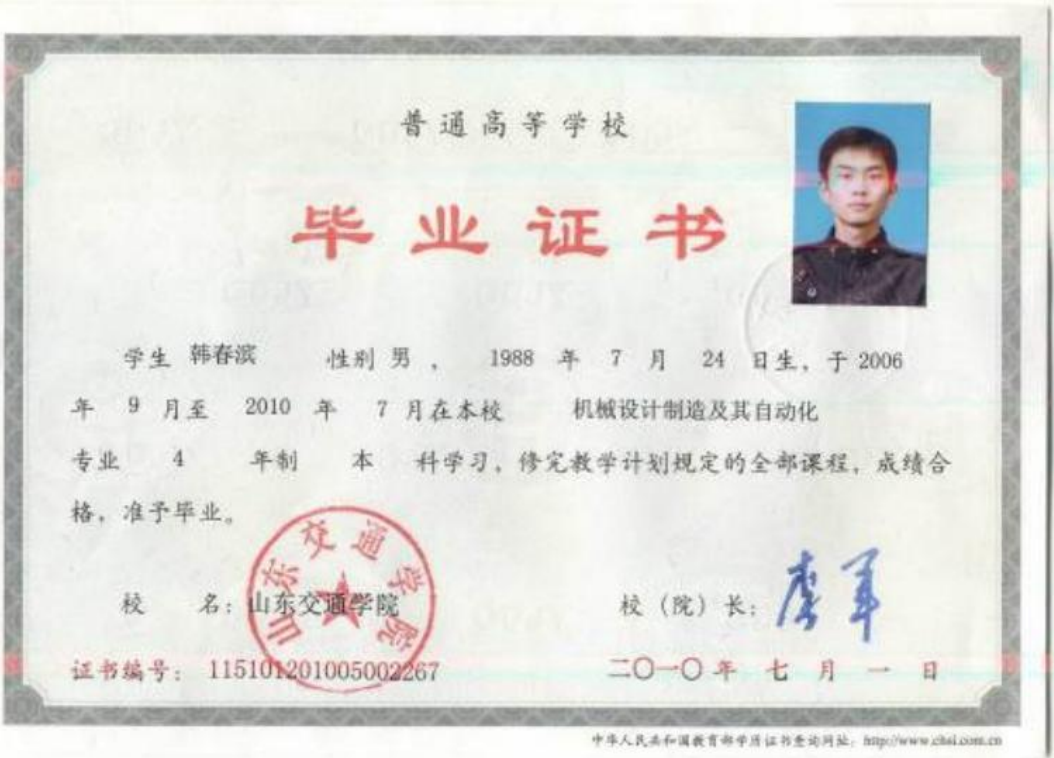 普通高等学校
毕业证书
学生 韩春滨 性别 男 ， 1988 年 7 月 24 日生，于 2006
年 9 月至 2010 年 7 月在本校 机械设计制造及其自动化
专业 4 年制 本 科学习，修完教学计划规定的全部课程，成绩合
格，准予毕业。
山东交通学院
校 名：山东交通学院 校（院）长：
证书编号： 115101201005002267 二〇一〇年 七 月 一 日
中华人民共和国教育部学历证书查询网址： http://www.chsi.com.cn